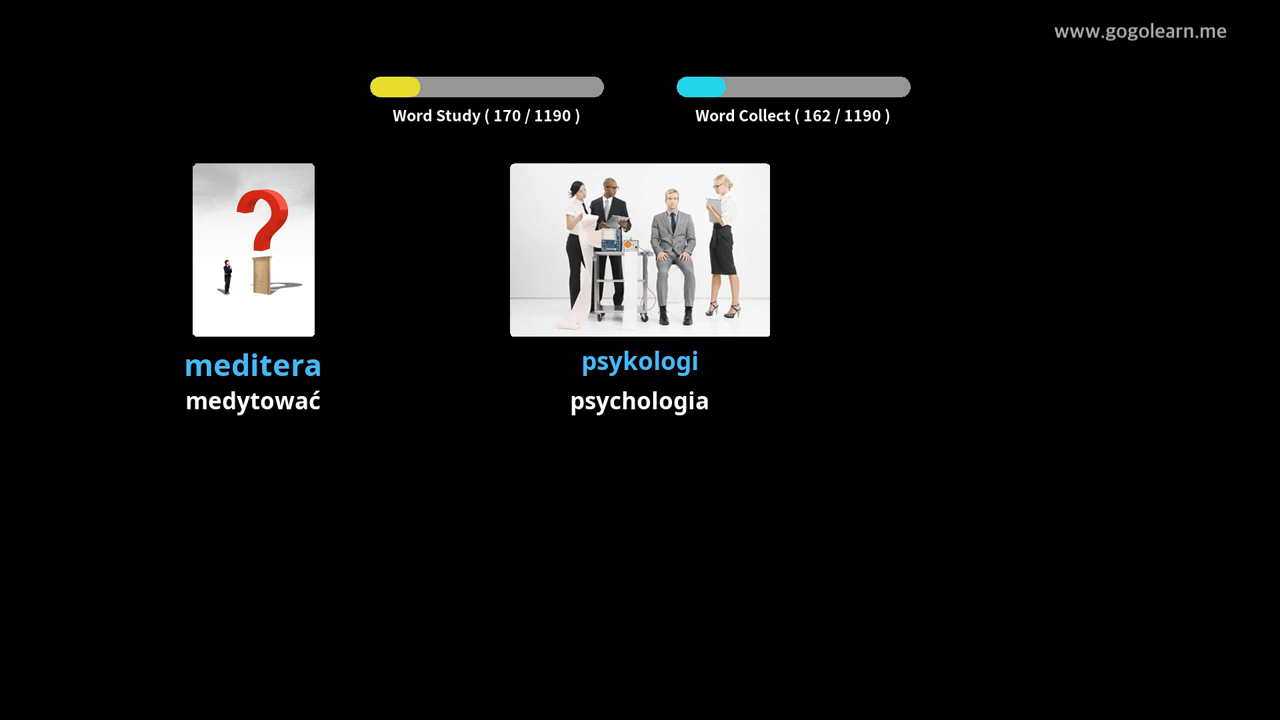 www.gogolearn.me
Word Study ( 170 / 1190 )
Word Collect ( 162 / 1190 )
meditera
medytować
psykologi
psychologia